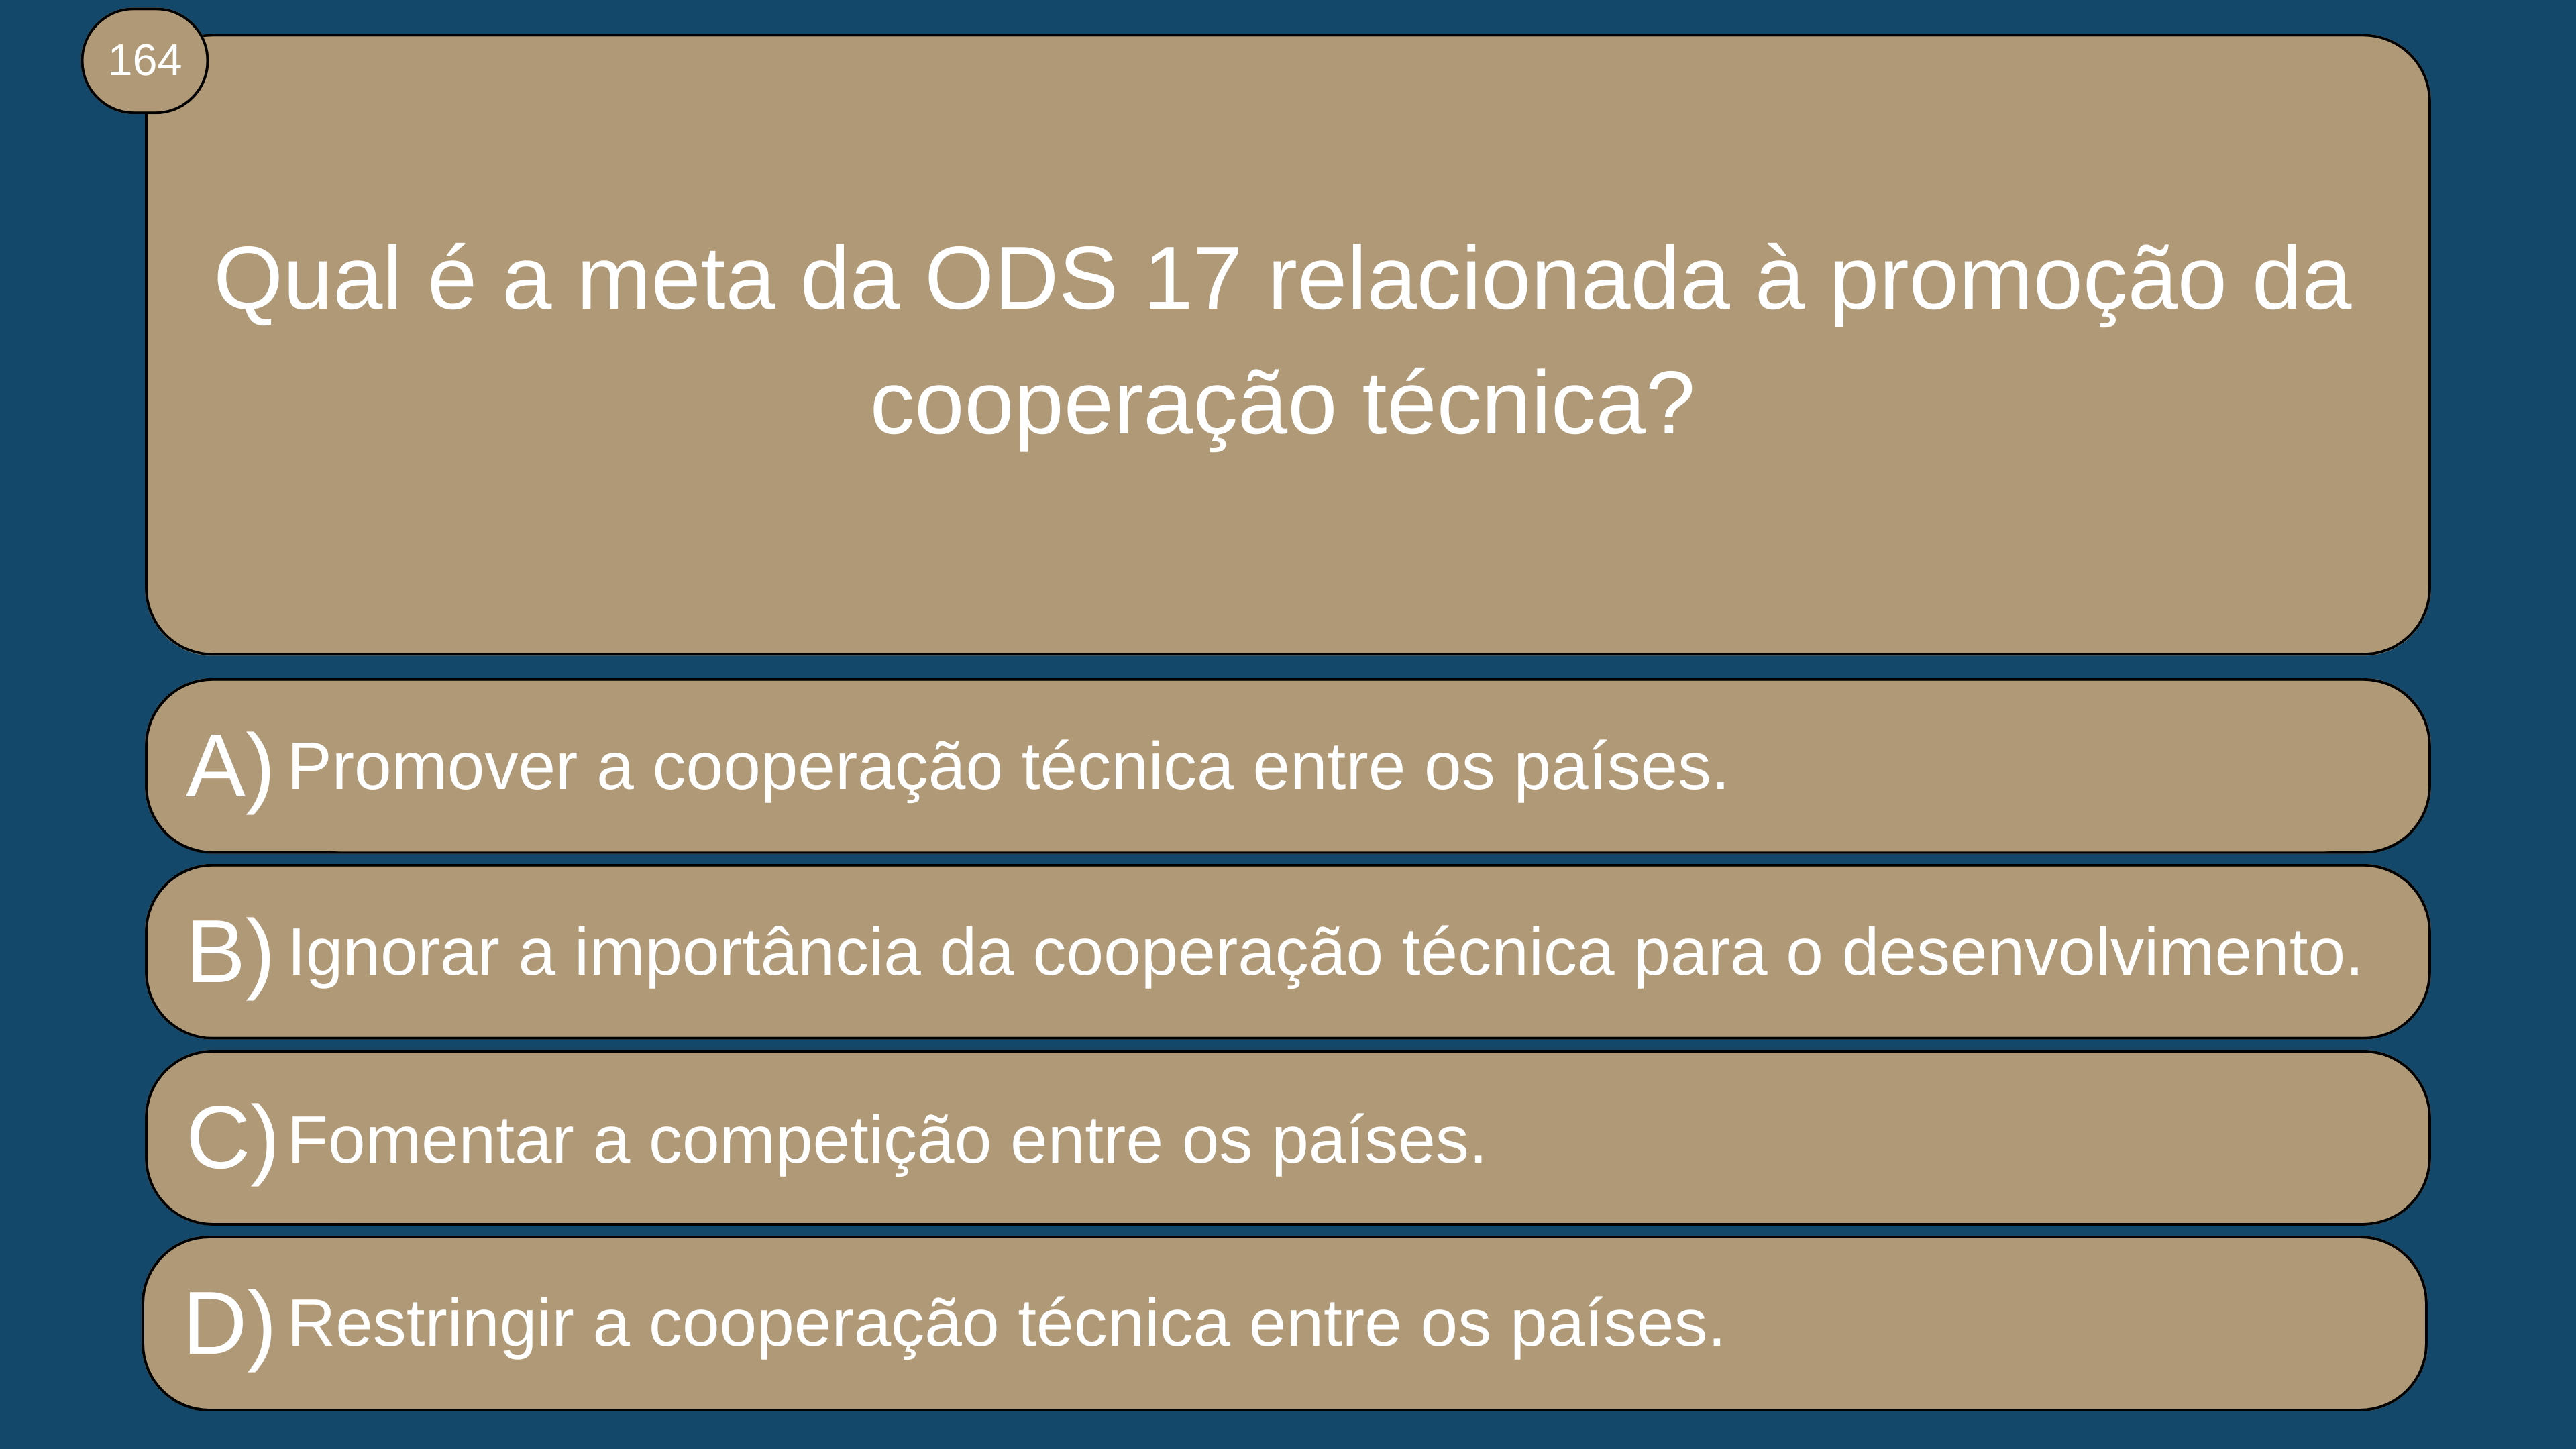 164
Qual é a meta da ODS 17 relacionada à promoção da
cooperação técnica?
A) Promover a cooperação técnica entre os países.
B) Ignorar a importância da cooperação técnica para o desenvolvimento.
C) Fomentar a competição entre os países.
D) Restringir a cooperação técnica entre os países.